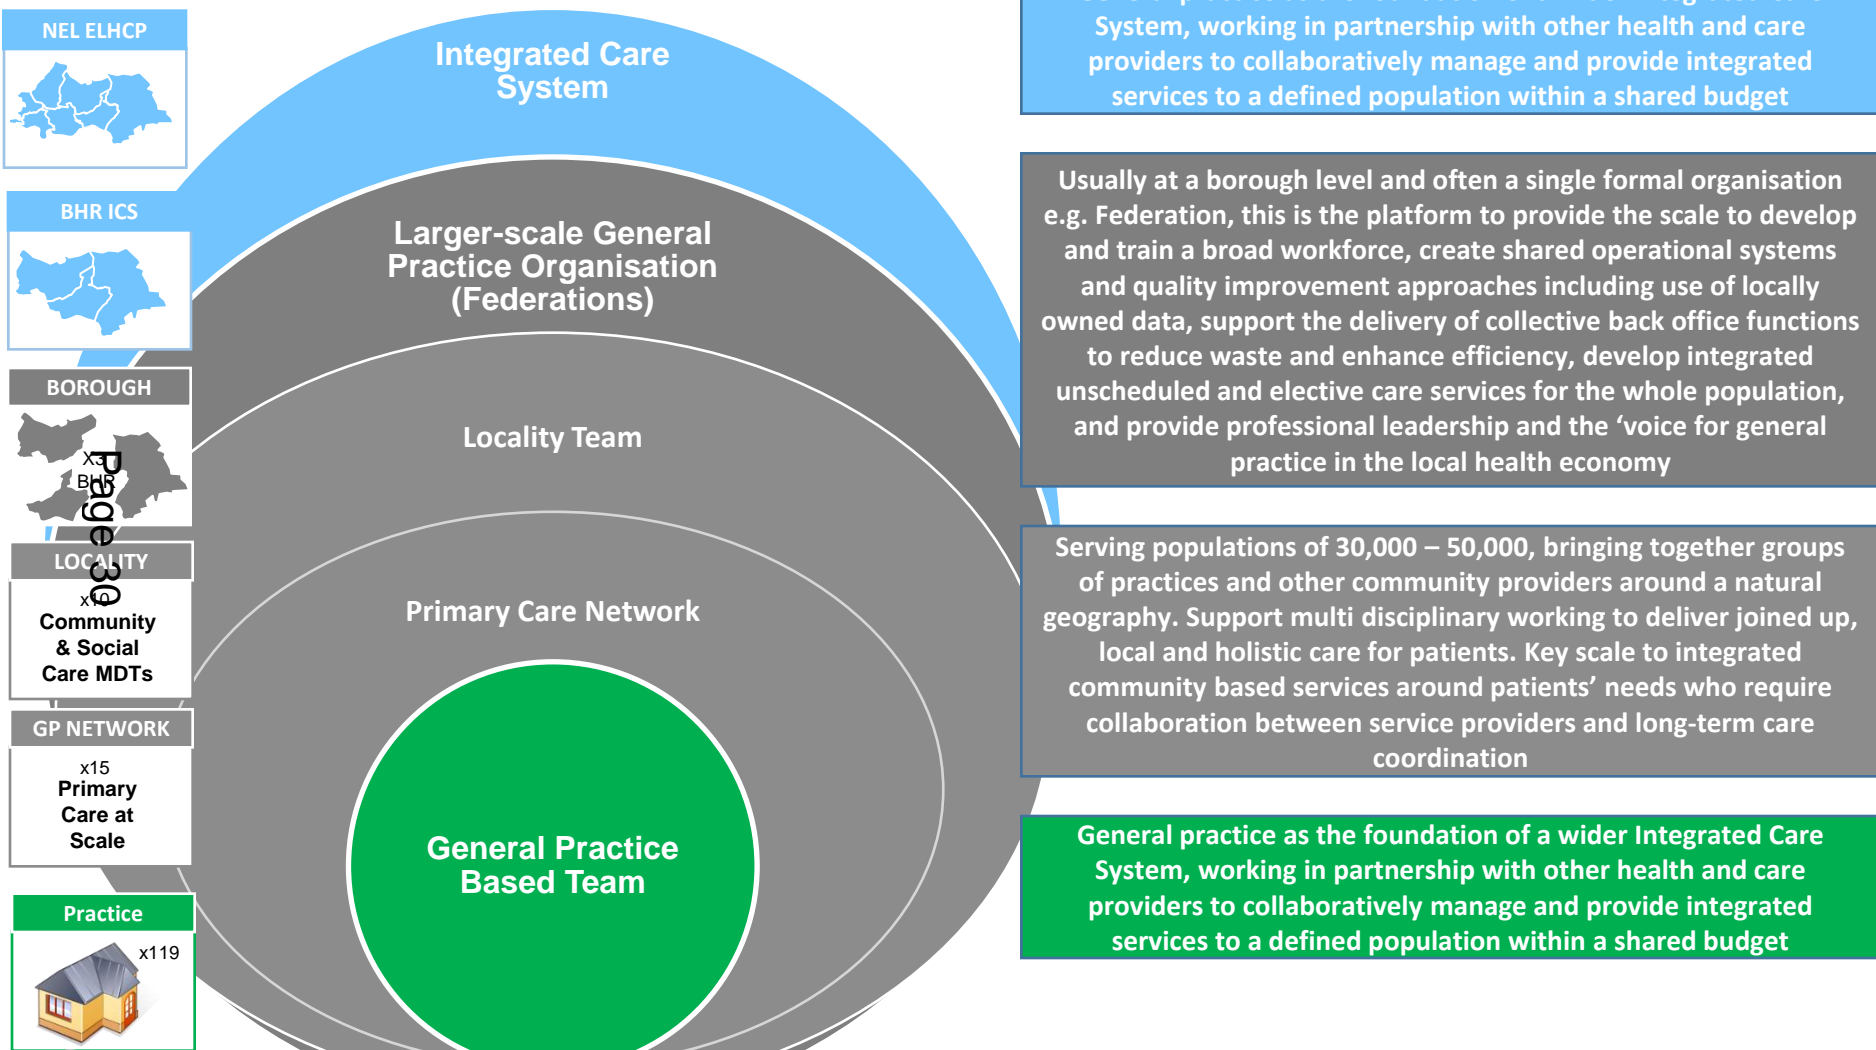 NEL ELHCP
BHR ICS
BOROUGH
X3
BHR
LOCALITY
x10
Community
& Social
Care MDTs
GP NETWORK
x15
Primary
Care at
Scale
Practice
x119
Page 30
Integrated Care
System
Larger-scale General
Practice Organisation
(Federations)
Locality Team
Primary Care Network
General Practice
Based Team
System, working in partnership with other health and care
providers to collaboratively manage and provide integrated
services to a defined population within a shared budget
Usually at a borough level and often a single formal organisation
e.g. Federation, this is the platform to provide the scale to develop
and train a broad workforce, create shared operational systems
and quality improvement approaches including use of locally
owned data, support the delivery of collective back office functions
to reduce waste and enhance efficiency, develop integrated
unscheduled and elective care services for the whole population,
and provide professional leadership and the ‘voice for general
practice in the local health economy
Serving populations of 30,000 – 50,000, bringing together groups
of practices and other community providers around a natural
geography. Support multi disciplinary working to deliver joined up,
local and holistic care for patients. Key scale to integrated
community based services around patients’ needs who require
collaboration between service providers and long-term care
coordination
General practice as the foundation of a wider Integrated Care
System, working in partnership with other health and care
providers to collaboratively manage and provide integrated
services to a defined population within a shared budget